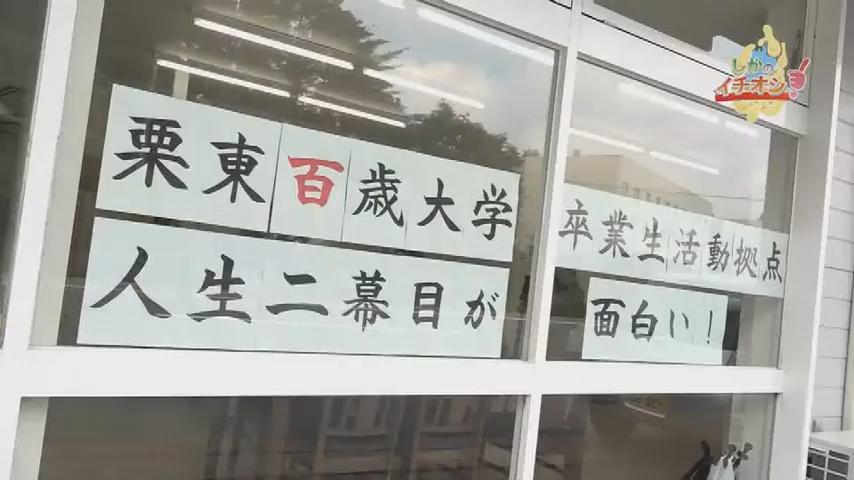 栗東百歳大学 卒業生活動拠点
人生二幕目が 面白い！
しがの
イチオシ！